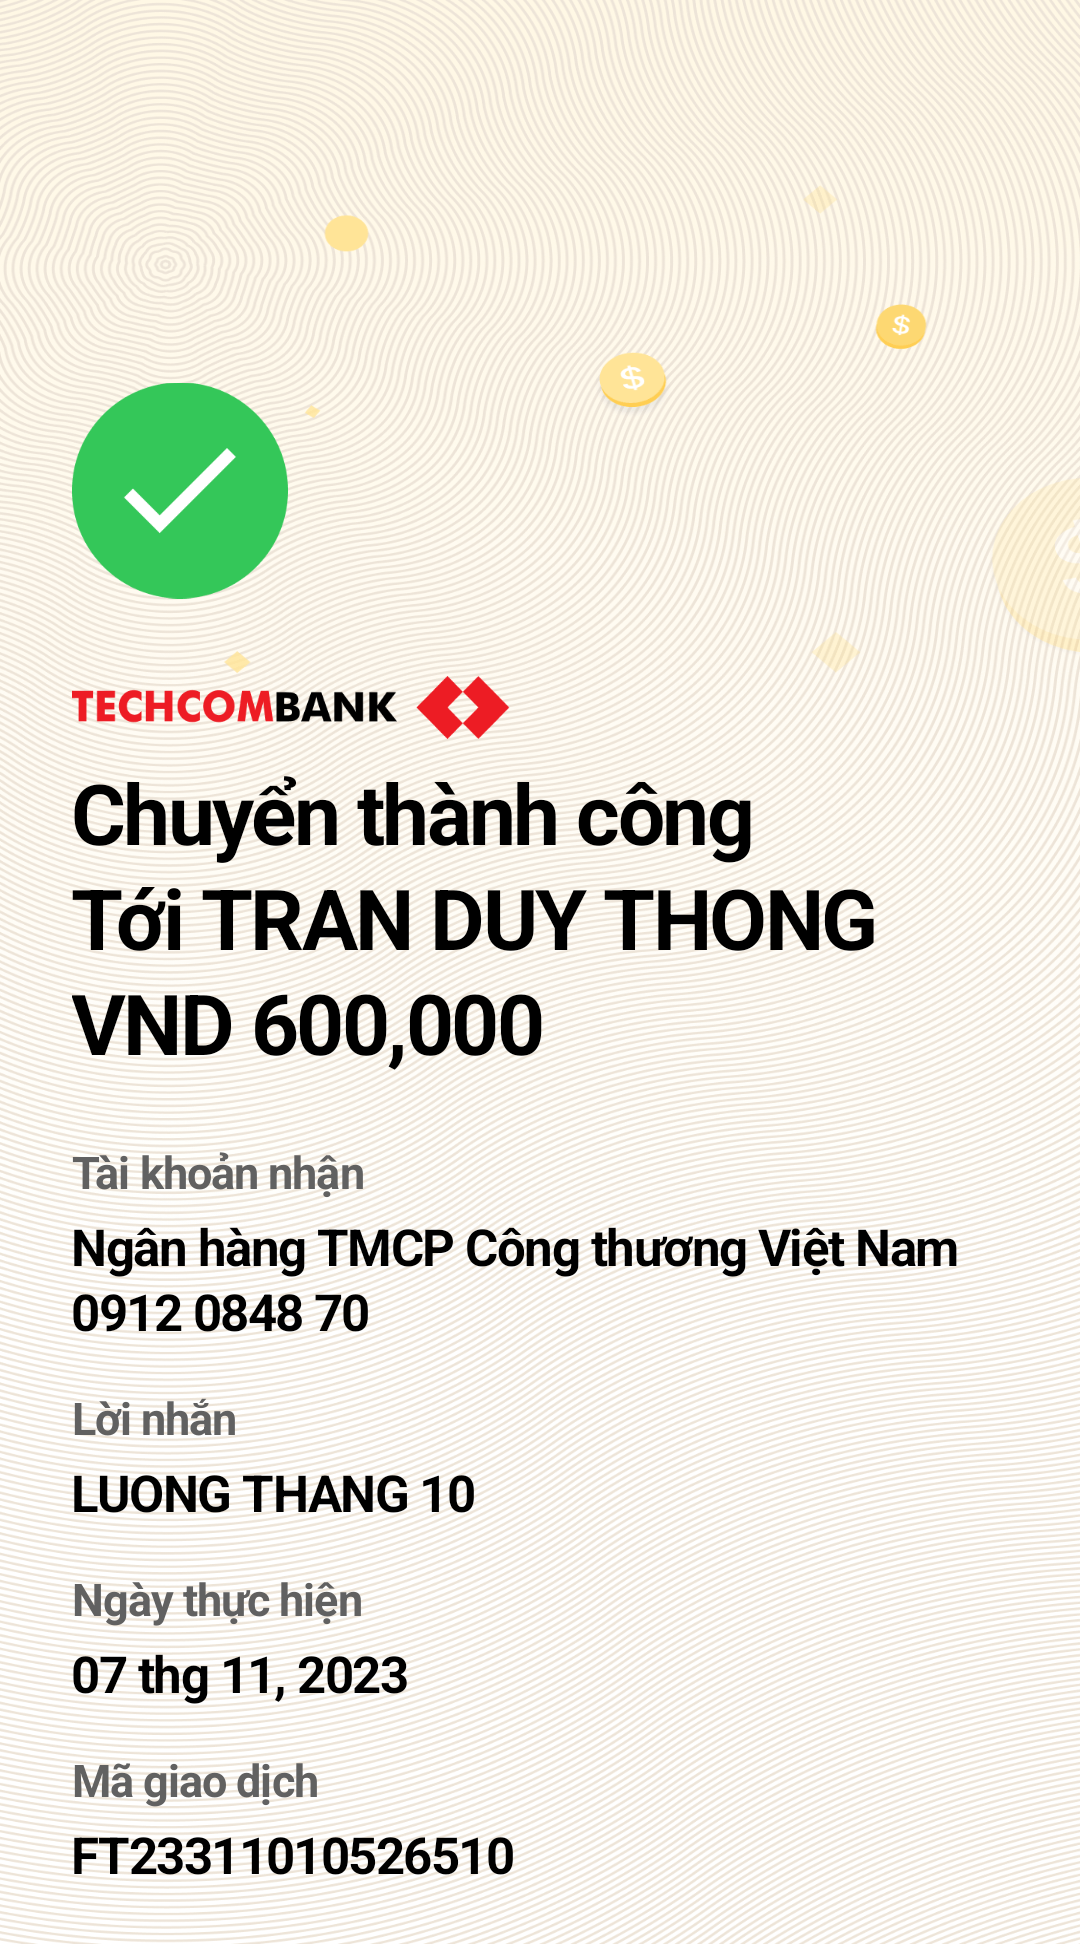 TECHCOMBANK
Chuyển thành công
Tới TRAN DUY THONG
VND 600,000
Tài khoản nhận
Ngân hàng TMCP Công thương Việt Nam
0912 0848 70
Lời nhắn
LUONG THANG 10
Ngày thực hiện
07 thg 11, 2023
Mã giao dịch
FT23311010526510